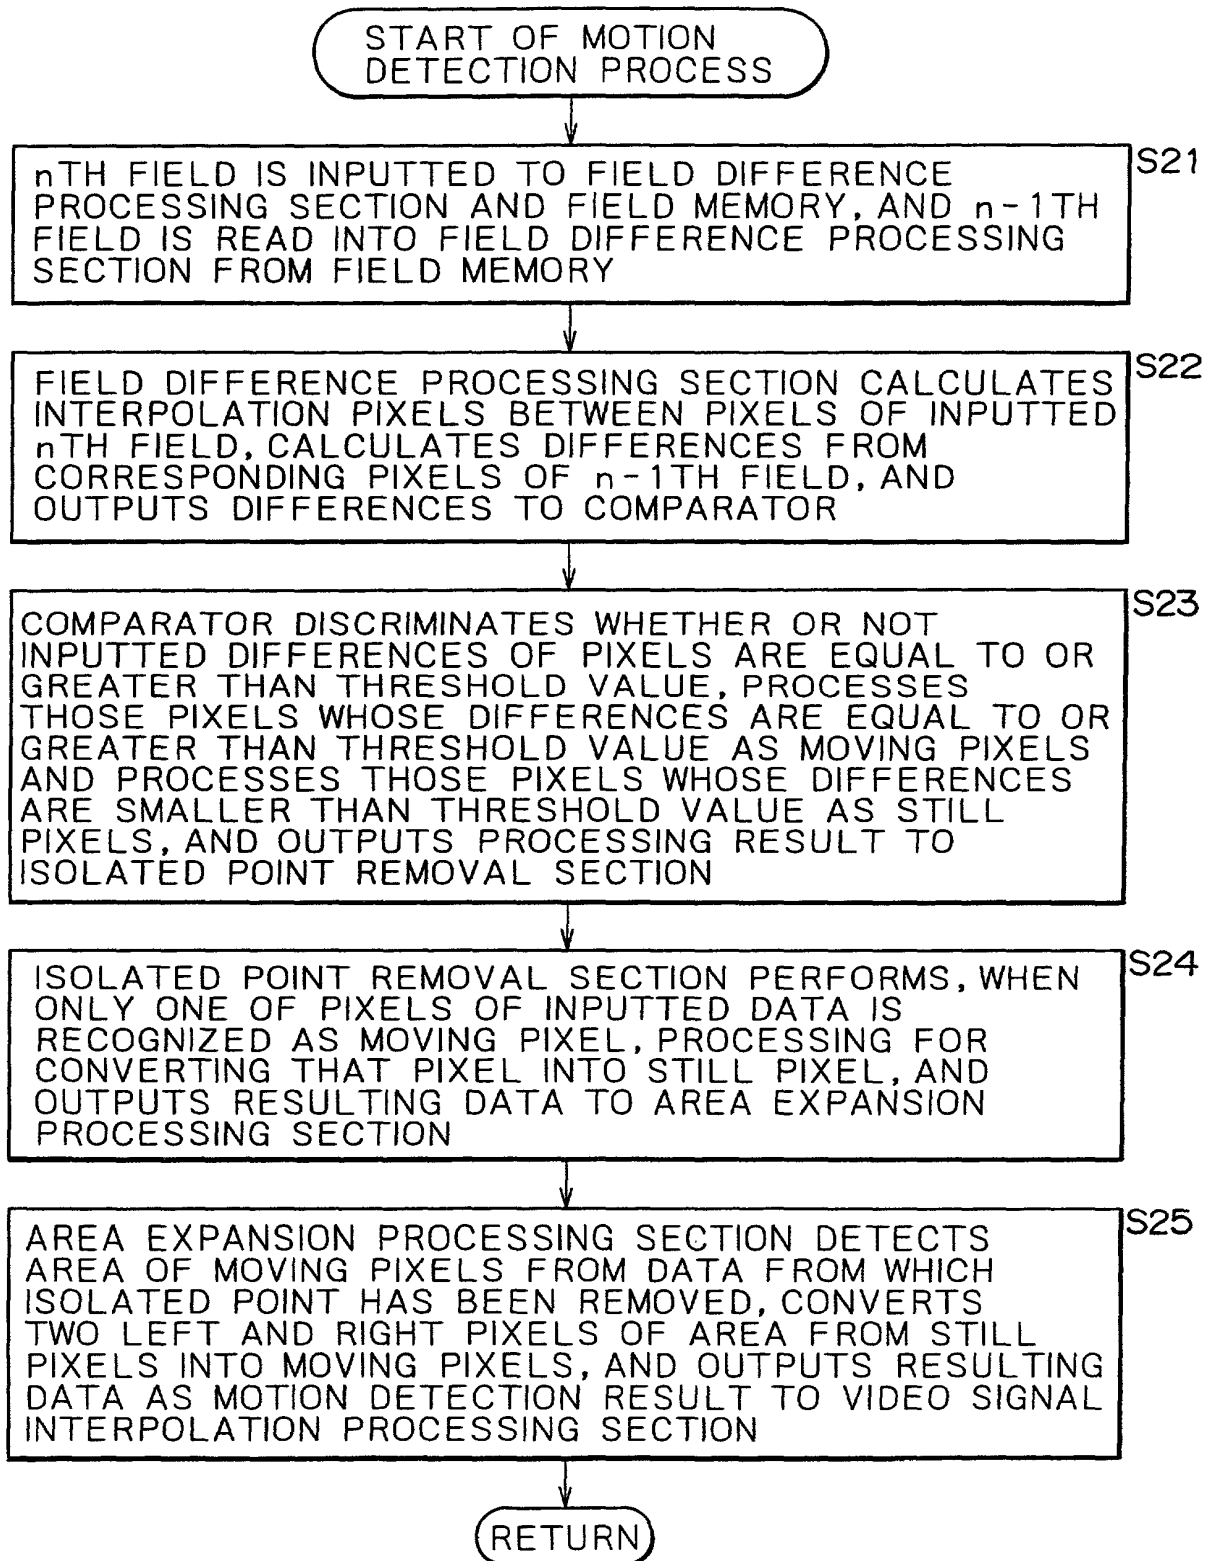 START OF MOTION
DETECTION PROCESS
S21
nTH FIELD IS INPUTTED TO FIELD DIFFERENCE
PROCESSING SECTION AND FIELD MEMORY, AND n-1TH
FIELD IS READ INTO FIELD DIFFERENCE PROCESSING
SECTION FROM FIELD MEMORY
S22
FIELD DIFFERENCE PROCESSING SECTION CALCULATES
INTERPOLATION PIXELS BETWEEN PIXELS OF INPUTTED
nTH FIELD, CALCULATES DIFFERENCES FROM
CORRESPONDING PIXELS OF n-1TH FIELD, AND
OUTPUTS DIFFERENCES TO COMPARATOR
S23
COMPARATOR DISCRIMINATES WHETHER OR NOT
INPUTTED DIFFERENCES OF PIXELS ARE EQUAL TO OR
GREATER THAN THRESHOLD VALUE, PROCESSES
THOSE PIXELS WHOSE DIFFERENCES ARE EQUAL TO OR
GREATER THAN THRESHOLD VALUE AS MOVING PIXELS
AND PROCESSES THOSE PIXELS WHOSE DIFFERENCES
ARE SMALLER THAN THRESHOLD VALUE AS STILL
PIXELS, AND OUTPUTS PROCESSING RESULT TO
ISOLATED POINT REMOVAL SECTION
S24
ISOLATED POINT REMOVAL SECTION PERFORMS, WHEN
ONLY ONE OF PIXELS OF INPUTTED DATA IS
RECOGNIZED AS MOVING PIXEL, PROCESSING FOR
CONVERTING THAT PIXEL INTO STILL PIXEL, AND
OUTPUTS RESULTING DATA TO AREA EXPANSION
PROCESSING SECTION
S25
AREA EXPANSION PROCESSING SECTION DETECTS
AREA OF MOVING PIXELS FROM DATA FROM WHICH
ISOLATED POINT HAS BEEN REMOVED, CONVERTS
TWO LEFT AND RIGHT PIXELS OF AREA FROM STILL
PIXELS INTO MOVING PIXELS, AND OUTPUTS RESULTING
DATA AS MOTION DETECTION RESULT TO VIDEO SIGNAL
INTERPOLATION PROCESSING SECTION
RETURN